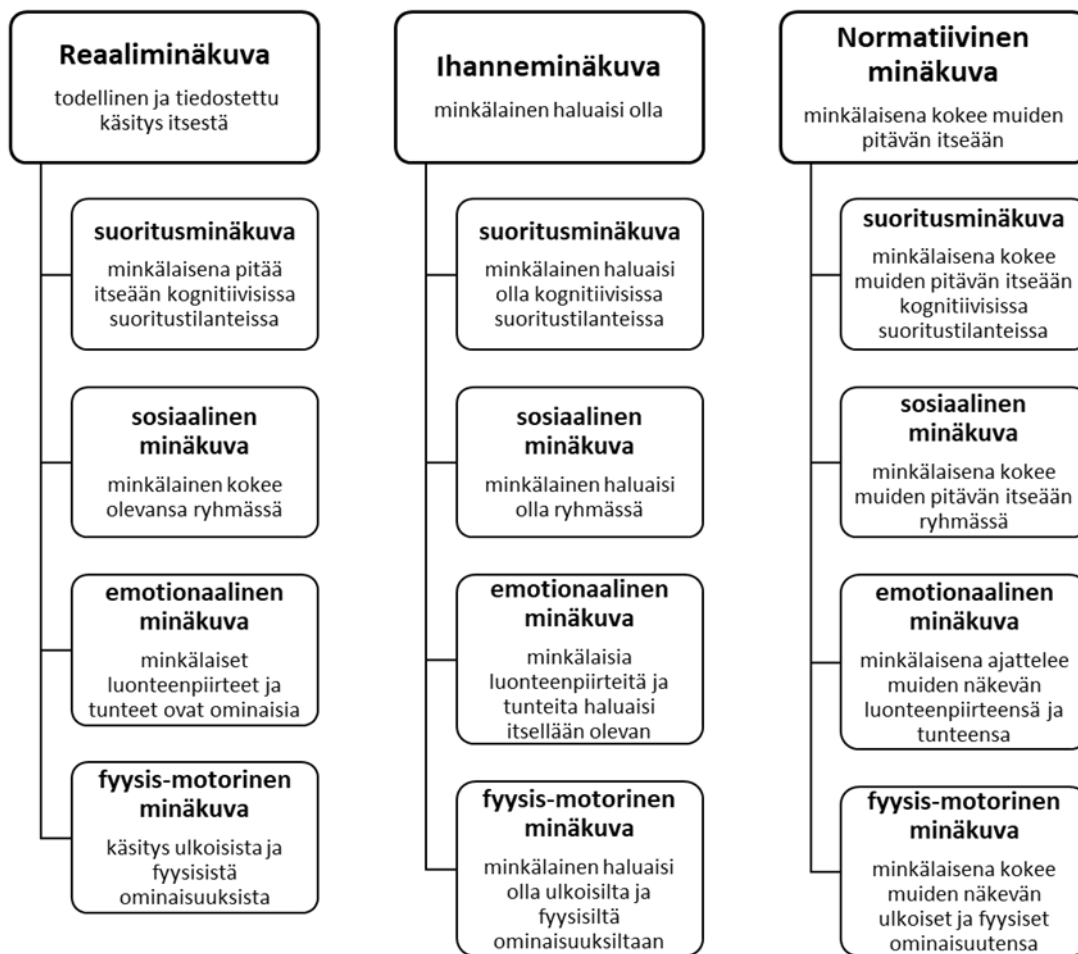 Reaaliminäkuva
todellinen ja tiedostettu
käsitys itsestä
suoritusminäkuva
minkälaisena pitää
itseään kognitiivisissa
suoritustilanteissa
sosiaalinen
minäkuva
minkälainen kokee
olevansa ryhmässä
emotionaalinen
minäkuva
minkälaiset
luonteenpiirteet ja
tunteet ovat ominaisia
fyysis-motorinen
minäkuva
käsitys ulkoisista ja
fyysisistä
ominaisuuksista
Ihanneminäkuva
minkälainen haluaisi olla
suoritusminäkuva
minkälainen haluaisi
olla kognitiivisissa
suoritustilanteissa
sosiaalinen
minäkuva
minkälainen haluaisi
olla ryhmässä
emotionaalinen
minäkuva
minkälaisia
luonteenpiirteitä ja
tunteita haluaisi
itsellään olevan
fyysis-motorinen
minäkuva
minkälainen haluaisi
olla ulkoisilta ja
fyysisiltä
ominaisuuksiltaan
Normatiivinen
minäkuva
minkälaisena kokee muiden
pitävän itseään
suoritusminäkuva
minkälaisena kokee
muiden pitävän itseään
kognitiivisissa
suoritustilanteissa
sosiaalinen
minäkuva
minkälaisena kokee
muiden pitävän itseään
ryhmässä
emotionaalinen
minäkuva
minkälaisena ajattelee
muiden näkevän
luonteenpiirteensä ja
tunteensa
fyysis-motorinen
minäkuva
minkälaisena kokee
muiden näkevän
ulkoiset ja fyysiset
ominaisuutensa